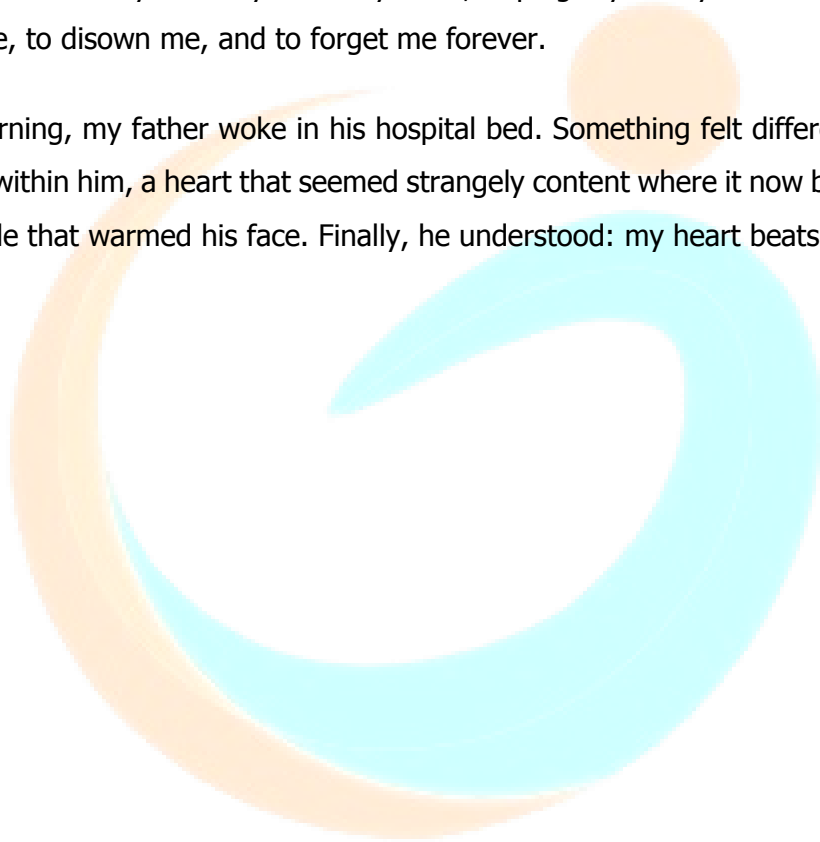 , to disown me, and to forget me forever.
rning, my father woke in his hospital bed. Something felt differ
within him, a heart that seemed strangely content where it now b
le that warmed his face. Finally, he understood: my heart beats